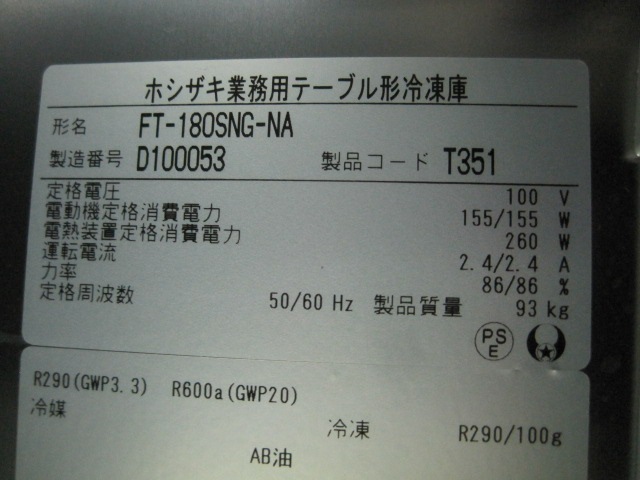 ホシザキ業務用テーブル形冷凍庫
形名 FT-180SNG-NA
製造番号 D100053 製品コード T351
定格電圧 100 V
電動機定格消費電力 155/155 W
電熱装置定格消費電力 260 W
運転電流 2.4/2.4 A
力率 86/86 %
定格周波数 50/60 Hz 製品質量 93 kg
PS
E
R290(GWP3.3) R600a(GWP20)
冷媒
冷凍 R290/100g
AB油